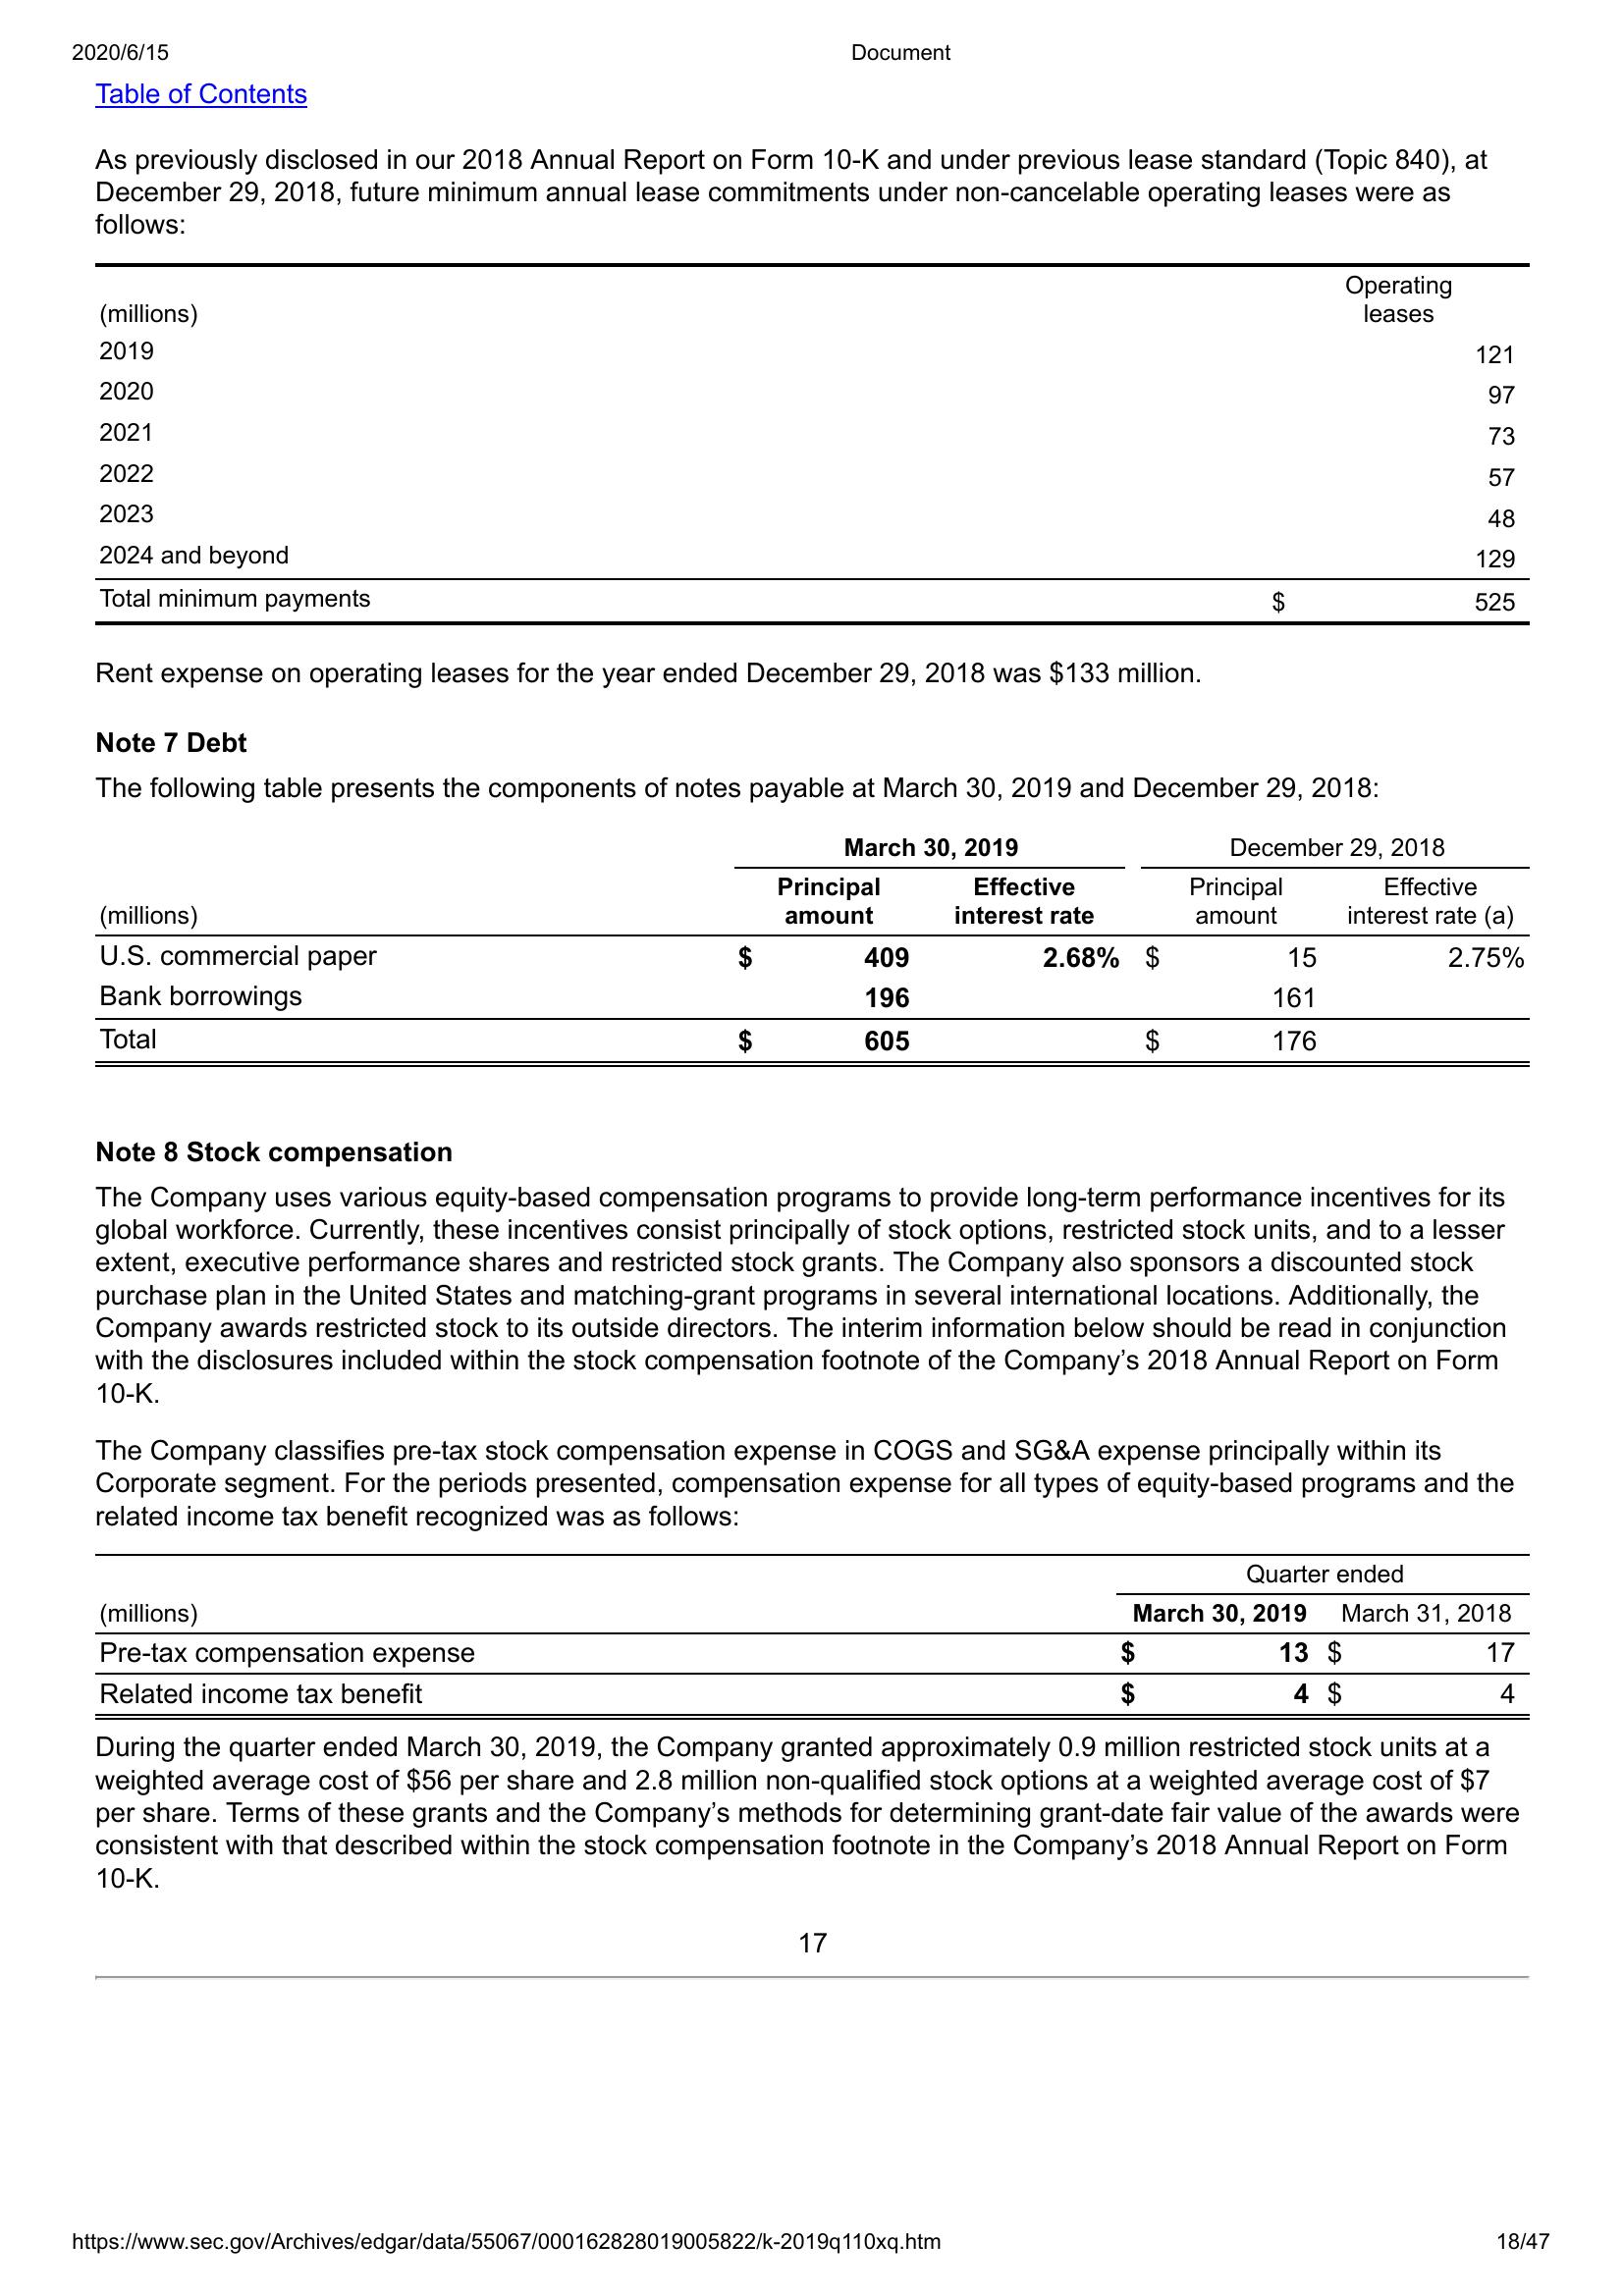 2020/6/15 Document
Table of Contents
As previously disclosed in our 2018 Annual Report on Form 10-K and under previous lease standard (Topic 840), at
December 29, 2018, future minimum annual lease commitments under non-cancelable operating leases were as
follows:
(millions) Operating leases
2019 121
2020 97
2021 73
2022 57
2023 48
2024 and beyond 129
Total minimum payments $ 525
Rent expense on operating leases for the year ended December 29, 2018 was $133 million.
Note 7 Debt
The following table presents the components of notes payable at March 30, 2019 and December 29, 2018:
March 30, 2019 December 29, 2018
(millions) Principal amount Effective interest rate Principal amount Effective interest rate (a)
U.S. commercial paper $ 409 2.68% $ 15 2.75%
Bank borrowings 196 161
Total $ 605 $ 176
Note 8 Stock compensation
The Company uses various equity-based compensation programs to provide long-term performance incentives for its
global workforce. Currently, these incentives consist principally of stock options, restricted stock units, and to a lesser
extent, executive performance shares and restricted stock grants. The Company also sponsors a discounted stock
purchase plan in the United States and matching-grant programs in several international locations. Additionally, the
Company awards restricted stock to its outside directors. The interim information below should be read in conjunction
with the disclosures included within the stock compensation footnote of the Company’s 2018 Annual Report on Form
10-K.
The Company classifies pre-tax stock compensation expense in COGS and SG&A expense principally within its
Corporate segment. For the periods presented, compensation expense for all types of equity-based programs and the
related income tax benefit recognized was as follows:
Quarter ended
(millions) March 30, 2019 March 31, 2018
Pre-tax compensation expense $ 13 $ 17
Related income tax benefit $ 4 $ 4
During the quarter ended March 30, 2019, the Company granted approximately 0.9 million restricted stock units at a
weighted average cost of $56 per share and 2.8 million non-qualified stock options at a weighted average cost of $7
per share. Terms of these grants and the Company’s methods for determining grant-date fair value of the awards were
consistent with that described within the stock compensation footnote in the Company’s 2018 Annual Report on Form
10-K.
17
https://www.sec.gov/Archives/edgar/data/55067/000162828019005822/k-2019q110xq.htm 18/47